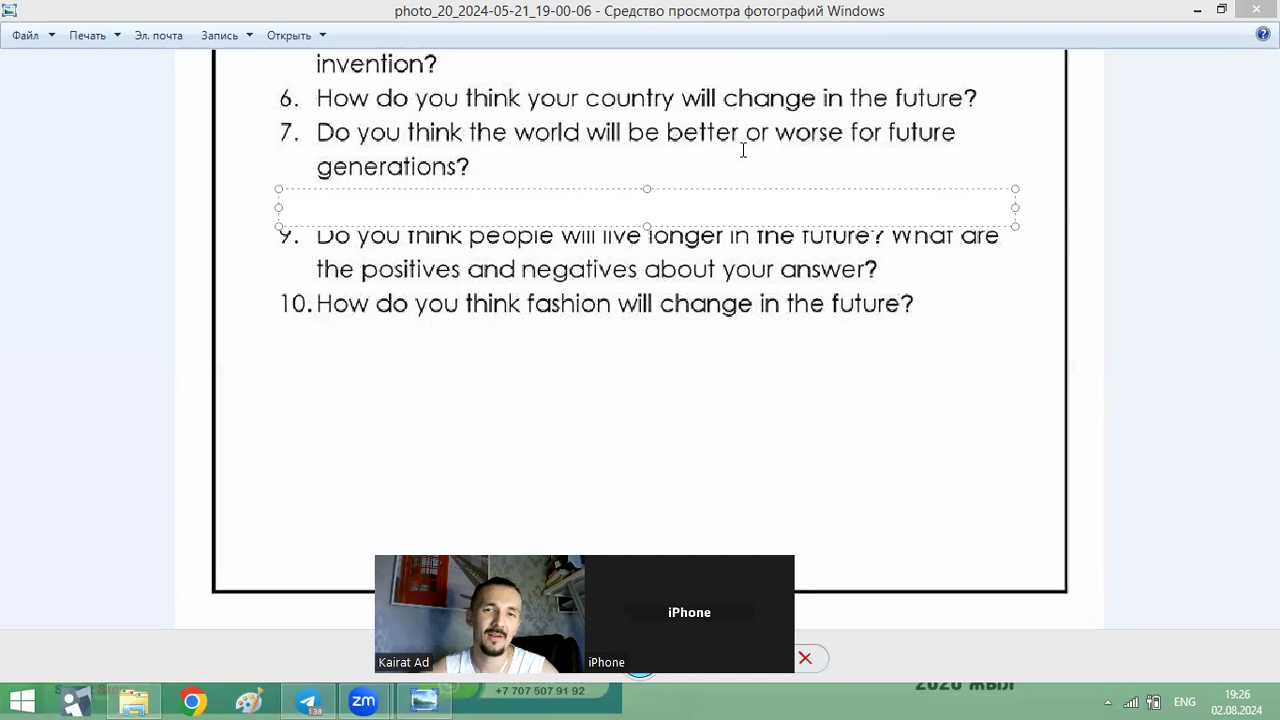 photo_20_2024-05-21_19-00-06 - Средство просмотра фотографий Windows
Файл Печать Эл. почта Запись Открыть
invention?
6. How do you think your country will change in the future?
7. Do you think the world will be better or worse for future
generations?
9. Do you think people will live longer in the future? What are
the positives and negatives about your answer?
10. How do you think fashion will change in the future?
iPhone
Kairat Ad
iPhone
+7 707 507 91 92
2026 жыл
138
zm
ENG
19:26
02.08.2024